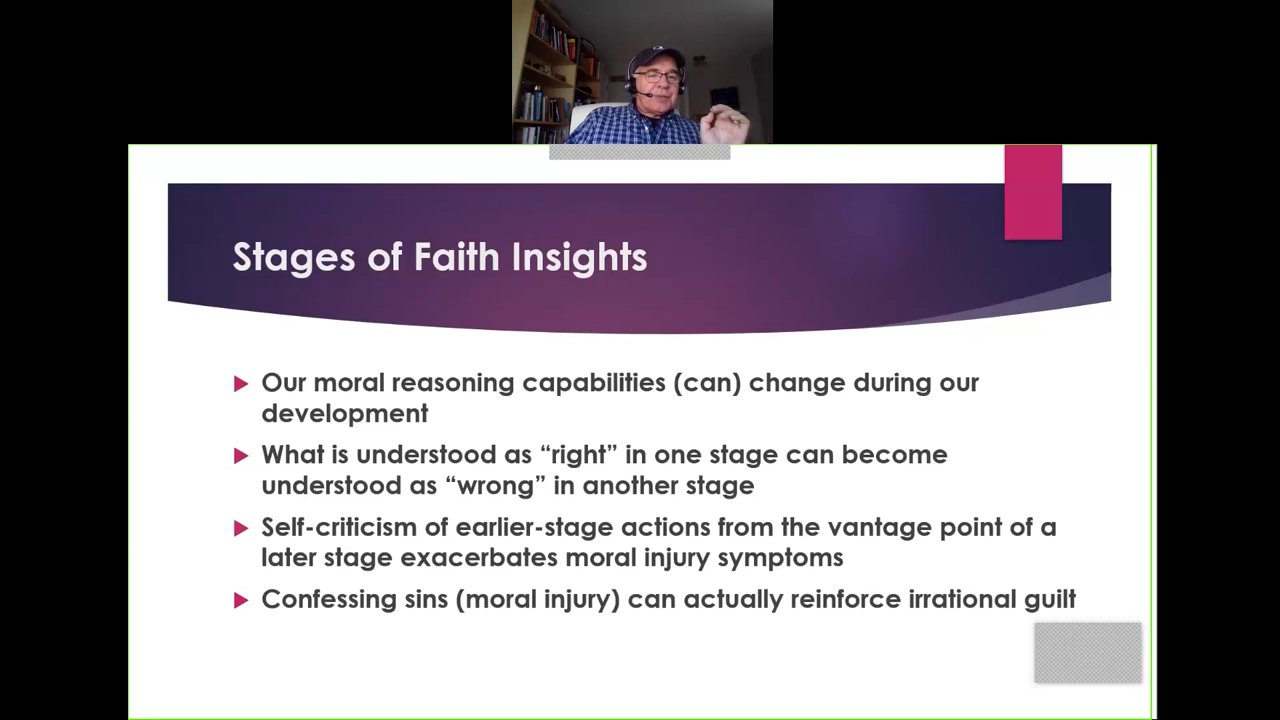 Stages of Faith Insights
Our moral reasoning capabilities (can) change during our
development
What is understood as “right” in one stage can become
understood as “wrong” in another stage
Self-criticism of earlier-stage actions from the vantage point of a
later stage exacerbates moral injury symptoms
Confessing sins (moral injury) can actually reinforce irrational guilt